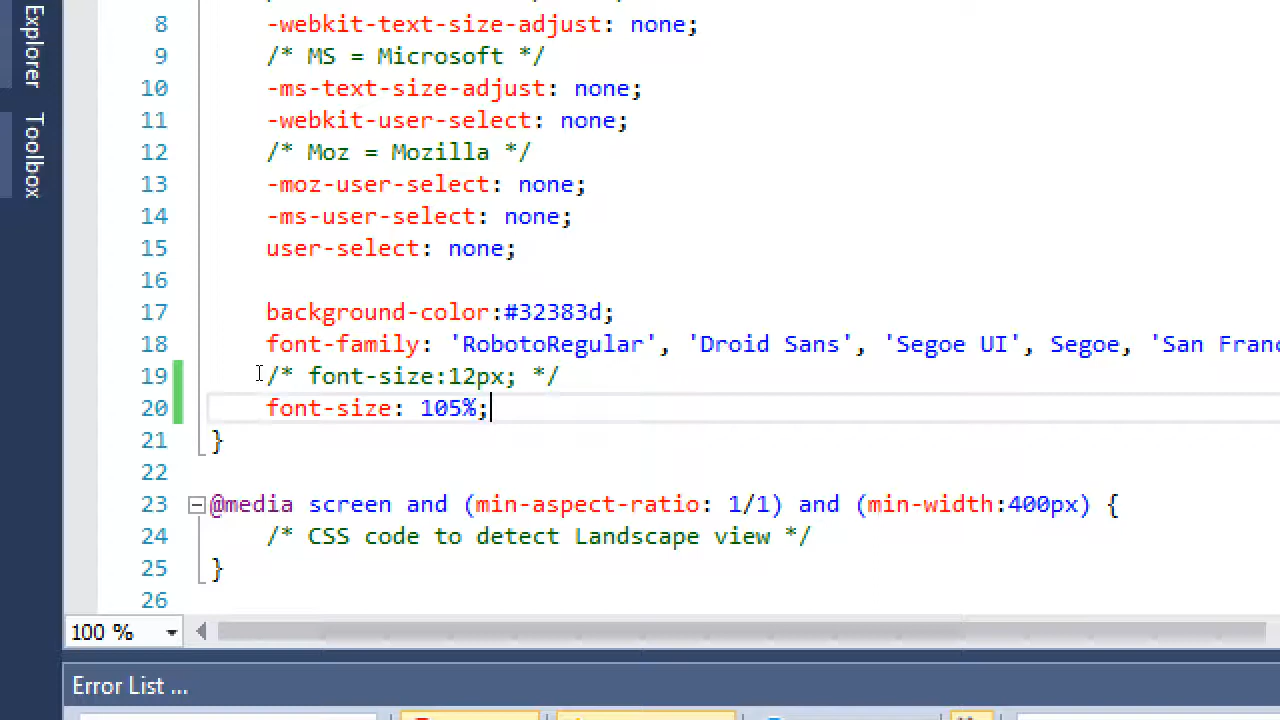 Explorer
Toolbox
8 -webkit-text-size-adjust: none;
9 /* MS = Microsoft */
10 -ms-text-size-adjust: none;
11 -webkit-user-select: none;
12 /* Moz = Mozilla */
13 -moz-user-select: none;
14 -ms-user-select: none;
15 user-select: none;
16
17 background-color:#32383d;
18 font-family: 'RobotoRegular', 'Droid Sans', 'Segoe UI', Segoe, 'San Franc
19 /* font-size:12px; */
20 font-size: 105%;
21 }
22
23 @media screen and (min-aspect-ratio: 1/1) and (min-width:400px) {
24 /* CSS code to detect Landscape view */
25 }
26
100 %
Error List ...